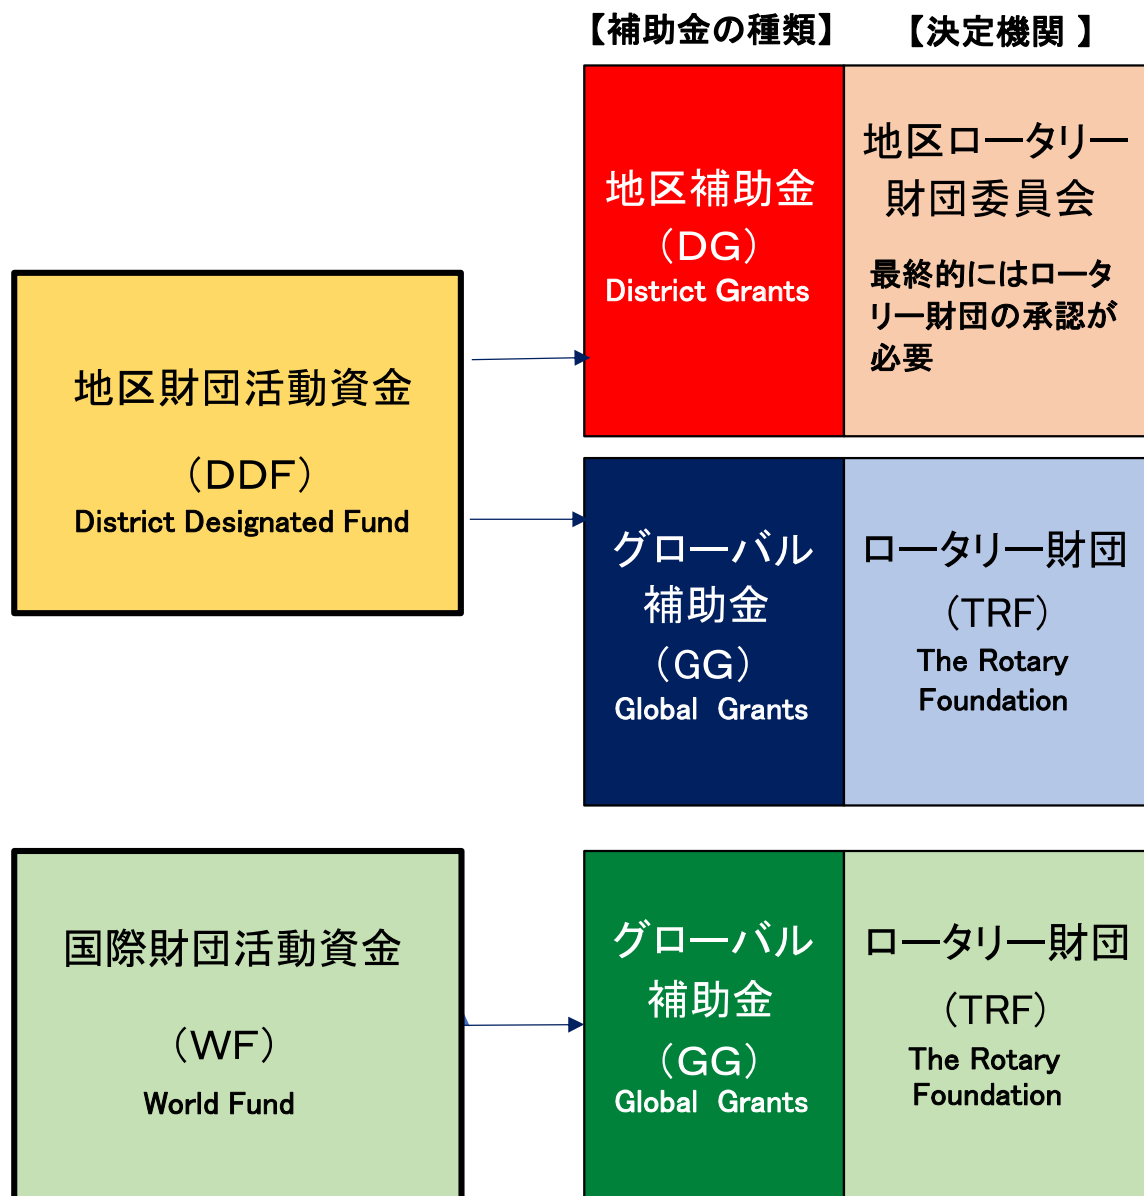 【補助金の種類】 【決定機関 】
地区補助金
（DG）
District Grants
地区ロータリー
財団委員会
最終的にはロータ
リー財団の承認が
必要
地区財団活動資金
（DDF）
District Designated Fund
グローバル
補助金
（GG）
Global Grants
ロータリー財団
（TRF）
The Rotary
Foundation
国際財団活動資金
（WF）
World Fund
グローバル
補助金
（GG）
Global Grants
ロータリー財団
（TRF）
The Rotary
Foundation